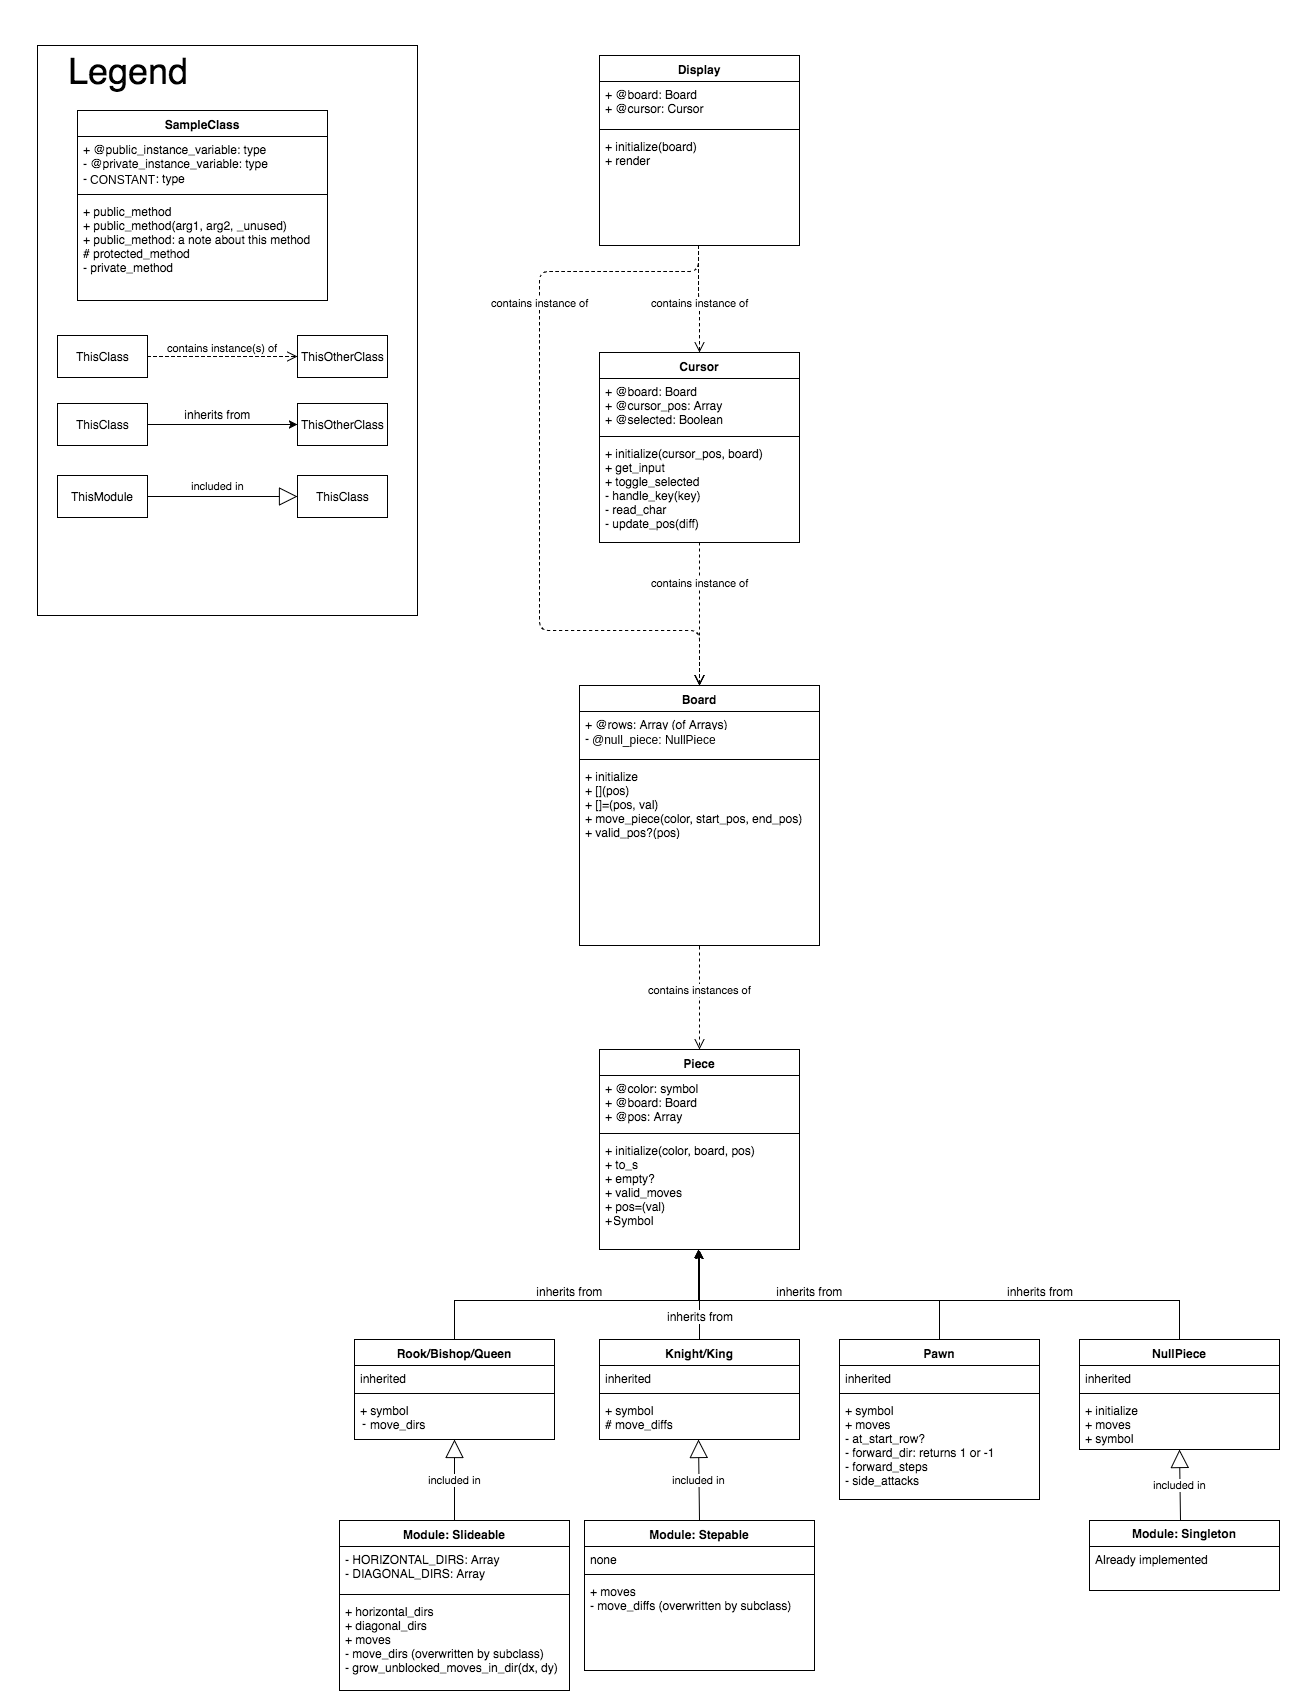 Legend
SampleClass
+ @public_instance_variable: type
- @private_instance_variable: type
- CONSTANT: type
+ public_method
+ public_method(arg1, arg2, _unused)
+ public_method: a note about this method
# protected_method
- private_method
ThisClass
contains instance(s) of
ThisOtherClass
ThisClass
inherits from
ThisOtherClass
ThisModule
included in
ThisClass
Display
+ @board: Board
+ @cursor: Cursor
+ initialize(board)
+ render
contains instance of
contains instance of
Cursor
+ @board: Board
+ @cursor_pos: Array
+ @selected: Boolean
+ initialize(cursor_pos, board)
+ get_input
+ toggle_selected
- handle_key(key)
- read_char
- update_pos(diff)
contains instance of
Board
+ @rows: Array (of Arrays)
- @null_piece: NullPiece
+ initialize
+ [](pos)
+ []=(pos, val)
+ move_piece(color, start_pos, end_pos)
+ valid_pos?(pos)
contains instances of
Piece
+ @color: symbol
+ @board: Board
+ @pos: Array
+ initialize(color, board, pos)
+ to_s
+ empty?
+ valid_moves
+ pos=(val)
+Symbol
inherits from
inherits from
inherits from
inherits from
Rook/Bishop/Queen
inherited
+ symbol
- move_dirs
Knight/King
inherited
+ symbol
# move_diffs
Pawn
inherited
+ symbol
+ moves
- at_start_row?
- forward_dir: returns 1 or -1
- forward_steps
- side_attacks
NullPiece
inherited
+ initialize
+ moves
+ symbol
included in
included in
included in
Module: Slideable
- HORIZONTAL_DIRS: Array
- DIAGONAL_DIRS: Array
+ horizontal_dirs
+ diagonal_dirs
+ moves
- move_dirs (overwritten by subclass)
- grow_unblocked_moves_in_dir(dx, dy)
Module: Stepable
none
+ moves
- move_diffs (overwritten by subclass)
Module: Singleton
Already implemented